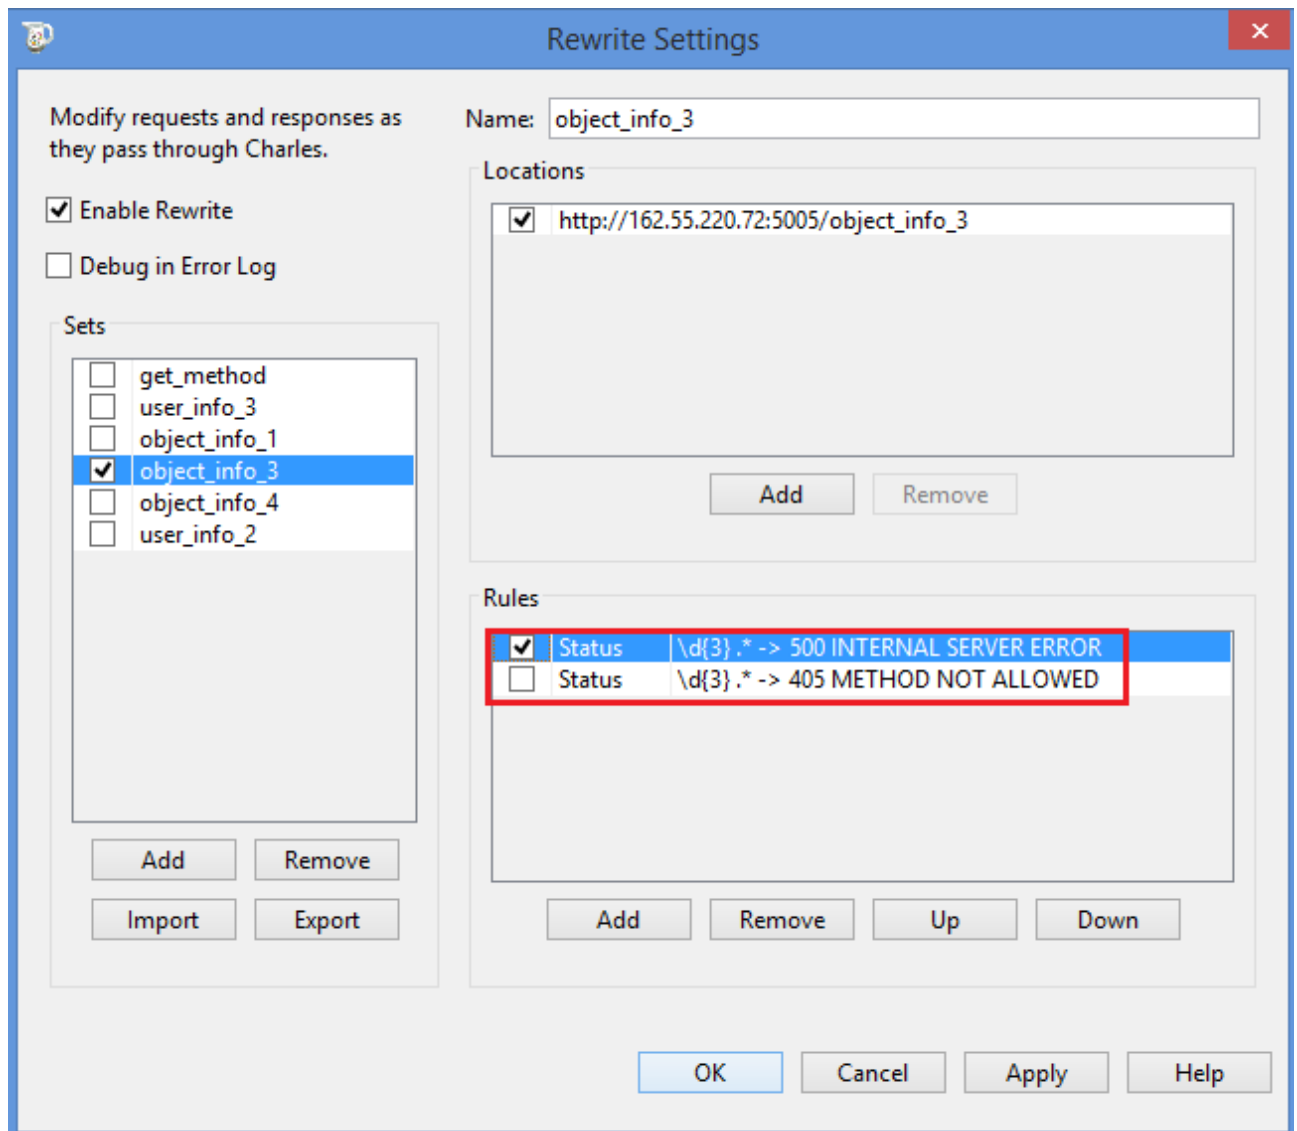 Rewrite Settings
Modify requests and responses as
they pass through Charles.
Enable Rewrite
Debug in Error Log
Sets
get_method
user_info_3
object_info_1
object_info_3
object_info_4
user_info_2
Add Remove
Import Export
Name: object_info_3
Locations
http://162.55.220.72:5005/object_info_3
Add Remove
Rules
Status \d{3} .* -> 500 INTERNAL SERVER ERROR
Status \d{3} .* -> 405 METHOD NOT ALLOWED
Add Remove Up Down
OK Cancel Apply Help